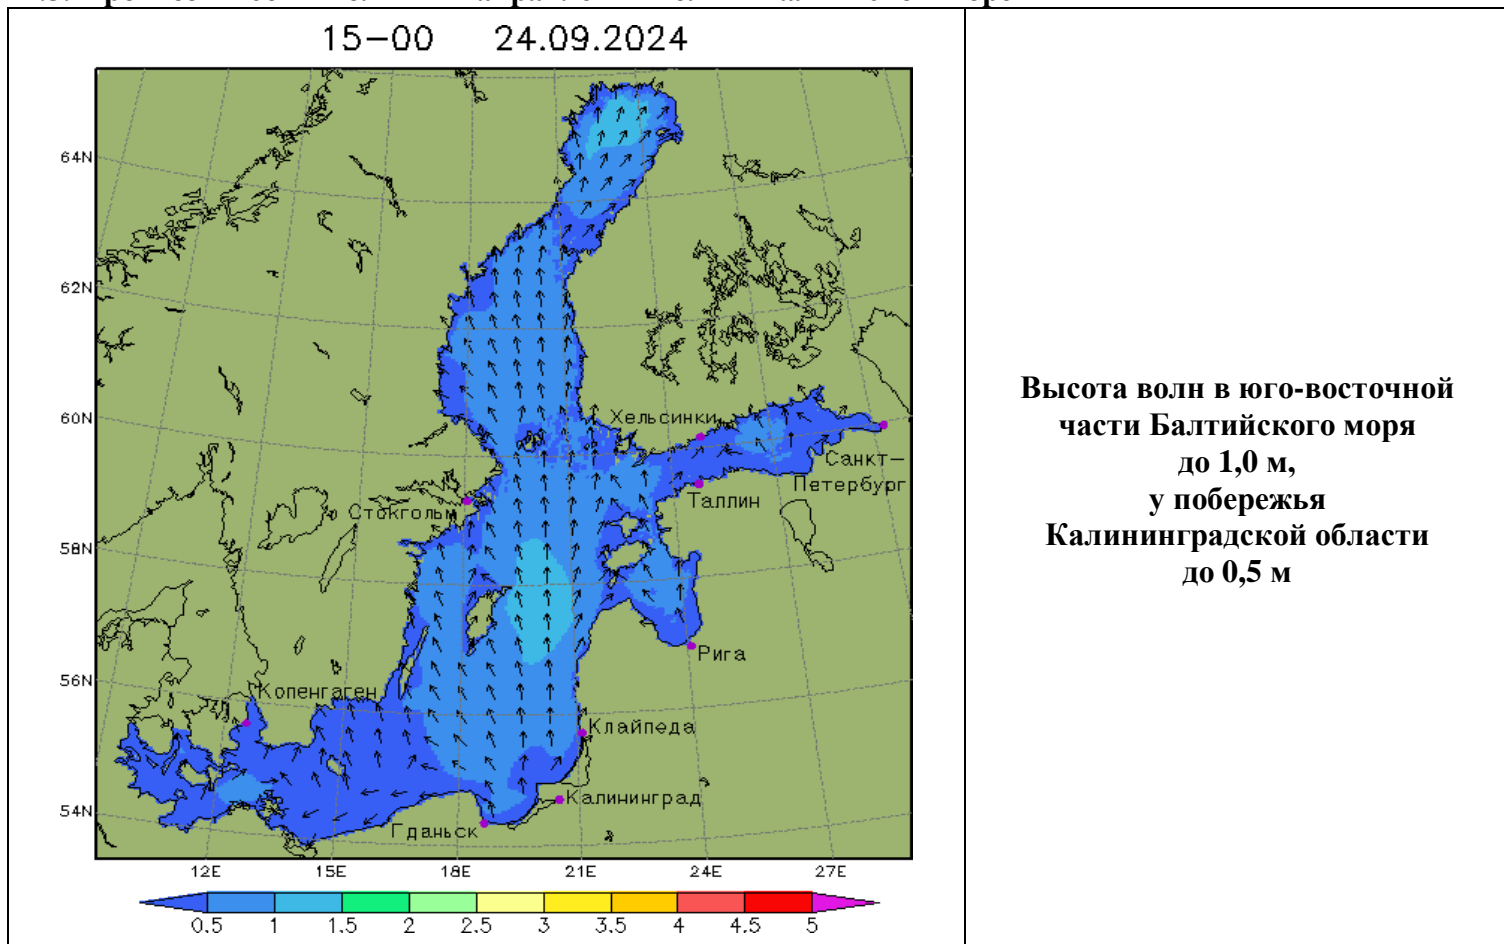 15-00 24.09.2024
64N
62N
60N
58N
56N
54N
Хельсинки
Санкт-
Петербург
Таллин
Стокгольм
Рига
Копенгаген
Клайпеда
Калининград
Гданьск
12E 15E 18E 21E 24E 27E
0.5 1 1.5 2 2.5 3 3.5 4 4.5 5
Высота волн в юго-восточной
части Балтийского моря
до 1,0 м,
у побережья
Калининградской области
до 0,5 м